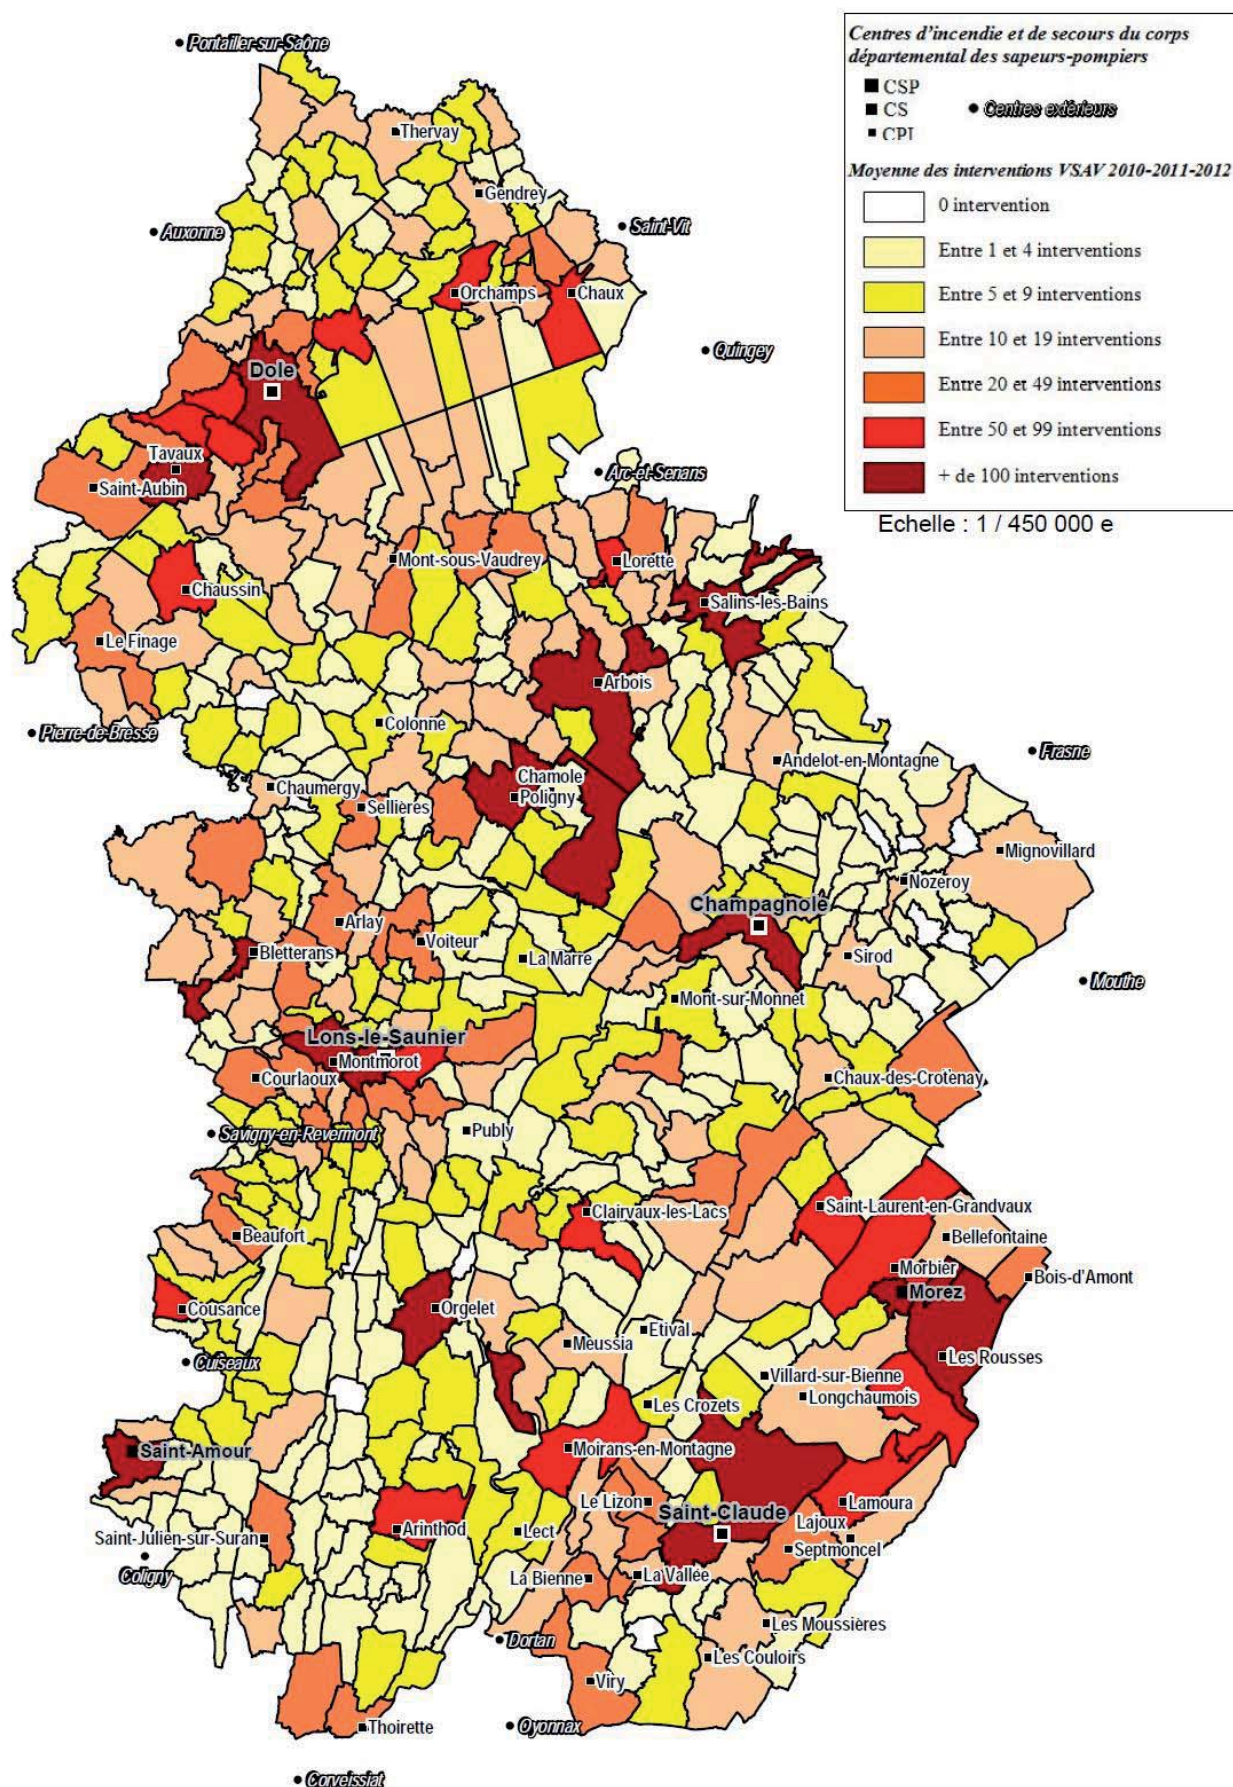 Centres d'incendie et de secours du corps
départemental des sapeurs-pompiers
CSP
CS
Centres extérieurs
CPI
Moyenne des interventions VSAV 2010-2011-2012
0 intervention
Entre 1 et 4 interventions
Entre 5 et 9 interventions
Entre 10 et 19 interventions
Entre 20 et 49 interventions
Entre 50 et 99 interventions
+ de 100 interventions
Echelle : 1 / 450 000 e
Pontailler-sur-Saône
Thervay
Gendrey
Auxonne
Saint-Vit
Orchamps
Chaux
Quingey
Dole
Tavaux
Saint-Aubin
Arc-et-Senans
Mont-sous-Vaudrey
Lorette
Chaussin
Salins-les-Bains
Le Finage
Arbois
Colonne
Pierre-de-Bresse
Frasne
Andelot-en-Montagne
Chamole
Chaumergy
Poligny
Sellières
Mignovillard
Nozeroy
Champagnole
Arlay
Voiteur
Bletterans
La Marre
Sirod
Mouthe
Mont-sur-Monnet
Lons-le-Saunier
Montmorot
Courlaoux
Chaux-des-Crotenay
Savigny-en-Revermont
Publy
Clairvaux-les-Lacs
Saint-Laurent-en-Grandvaux
Beaufort
Bellefontaine
Morbier
Bois-d'Amont
Morez
Cousance
Orgelet
Etival
Meussia
Les Rousses
Cuiseaux
Villard-sur-Bienne
Longchaumois
Les Crozets
Saint-Amour
Moirans-en-Montagne
Le Lizon
Lamoura
Saint-Claude
Lajoux
Arinthod
Lect
Saint-Julien-sur-Suran
Septmoncel
Coligny
La Bienne
La Vallée
Les Moussières
Dortan
Les Couloirs
Viry
Thoirette
Oyonnax
Corveissiat